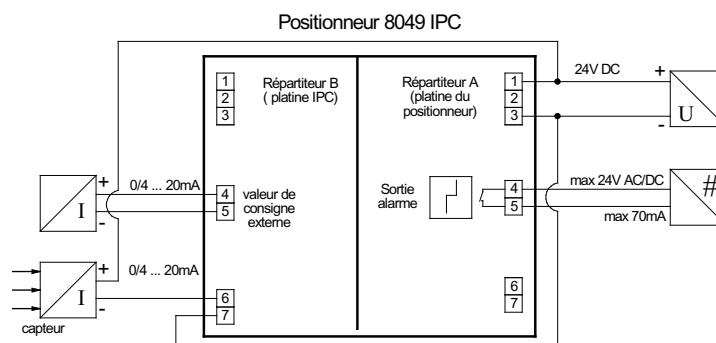 Positionneur 8049 IPC
1
2
3
Répartiteur B
( platine IPC)
Répartiteur A
(platine du
positionneur)
1
2
3
24V DC
+
-
U
+
-
I
0/4 ... 20mA
4
5
valeur de
consigne
externe
Sortie
alarme
4
5
max 24V AC/DC
max 70mA
#
+
-
I
0/4 ... 20mA
6
7
6
7
capteur